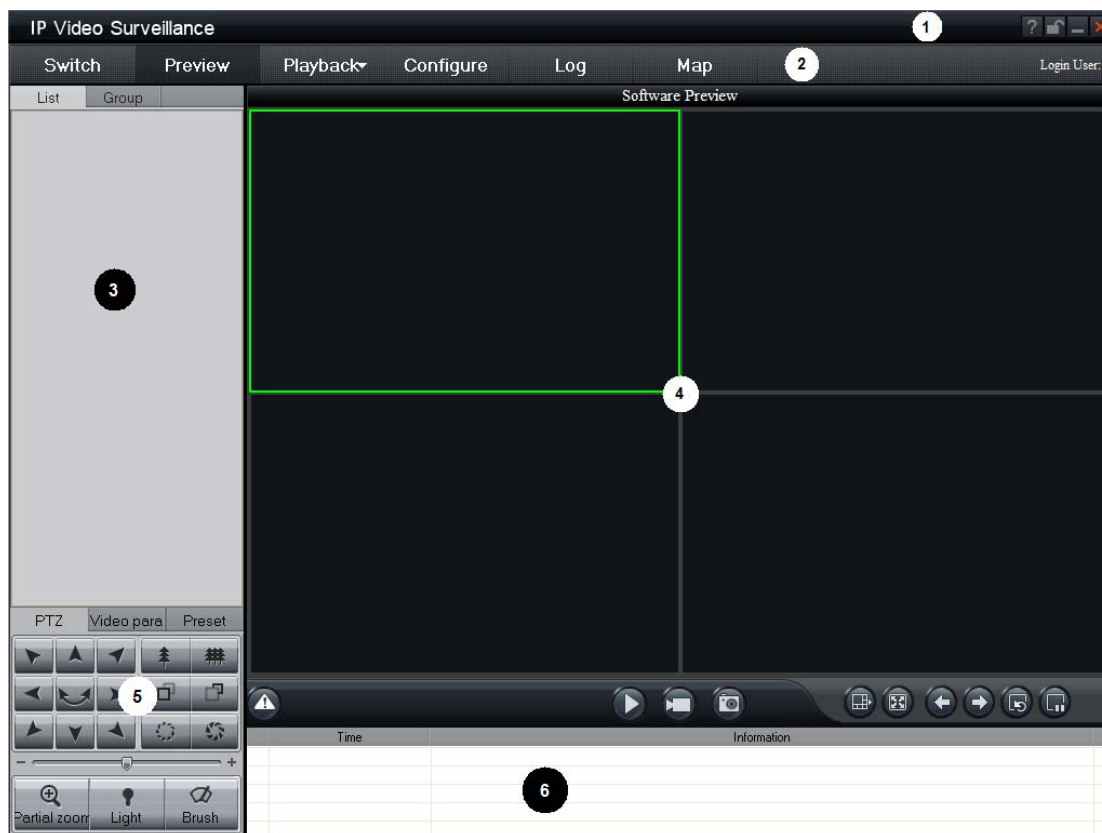 IP Video Surveillance
1
?
Switch Preview Playback Configure Log Map
2
Login User:
List Group
Software Preview
3
4
PTZ Video para Preset
5
- +
Partial zoom Light Brush
Time Information
6